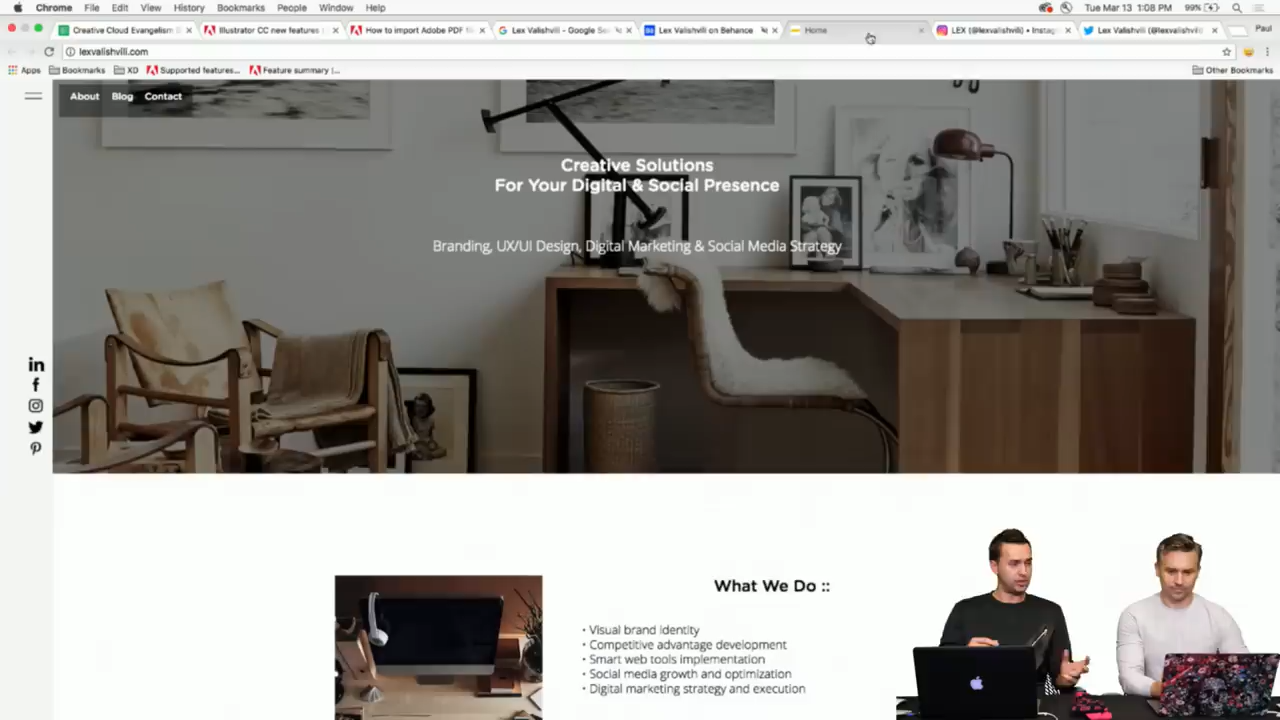 Chrome File Edit View History Bookmarks People Window Help
Tue Mar 13 1:08 PM 99%
Creative Cloud Evangelism
Illustrator CC new features
How to import Adobe PDF
Lex Valishvili - Google
Lex Valishvili on Behance
Home
LEX (@lexvalishvili) •
Lex Valishvili (@lexvalishvili)
Paul
lexvalishvili.com
Apps Bookmarks XD Supported features... Feature summary |... Other Bookmarks
About Blog Contact
Creative Solutions
For Your Digital & Social Presence
Branding, UX/UI Design, Digital Marketing & Social Media Strategy
in
f
What We Do ::
• Visual brand identity
• Competitive advantage development
• Smart web tools implementation
• Social media growth and optimization
• Digital marketing strategy and execution